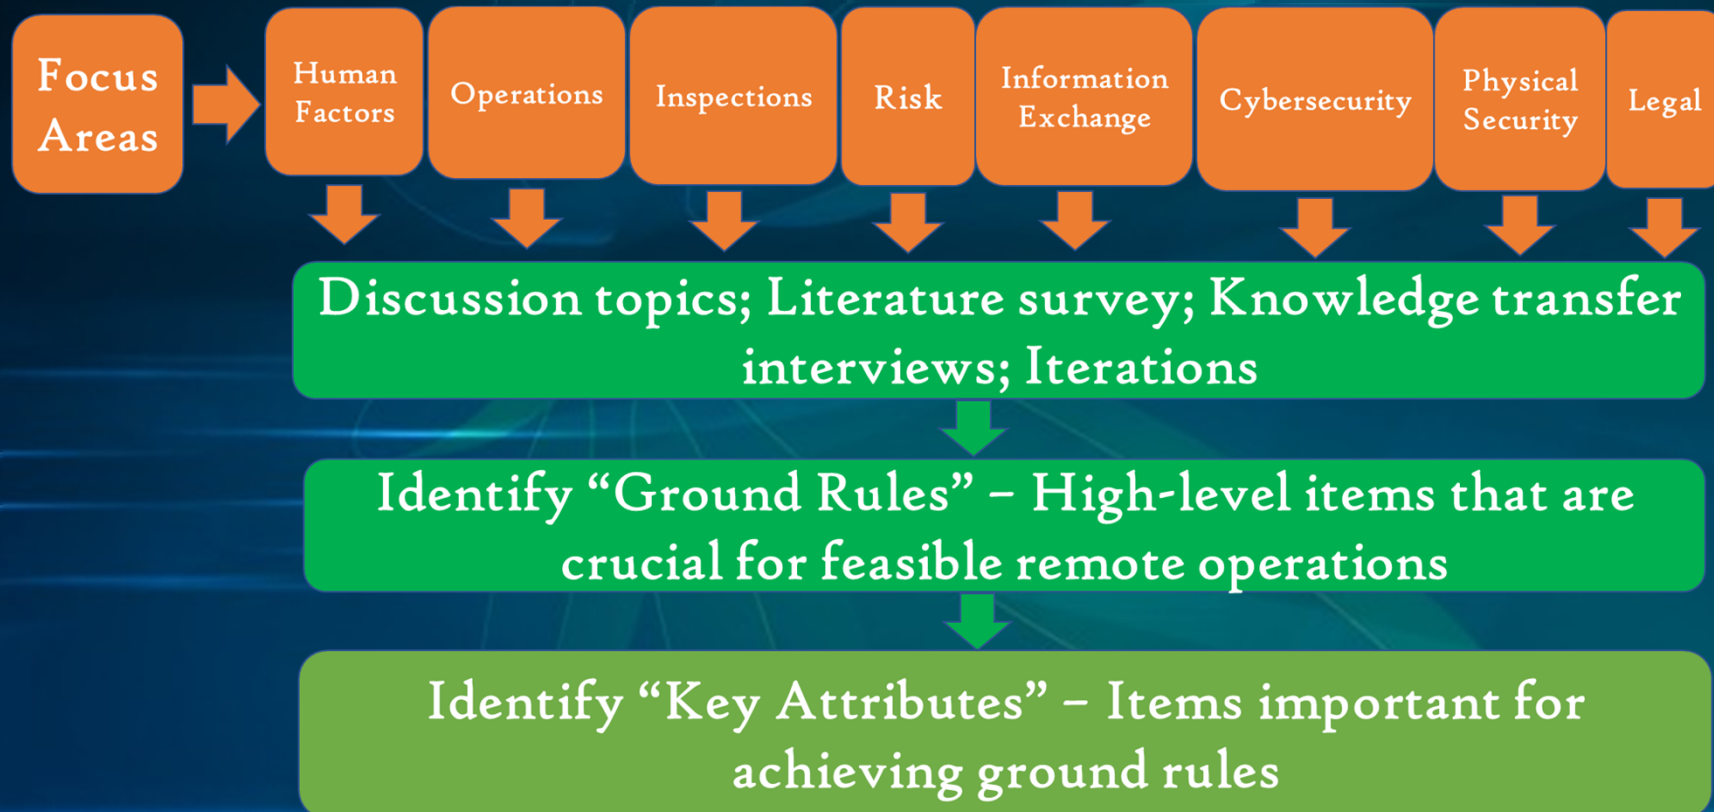 Focus
Areas
Human
Factors
Operations
Inspections
Risk
Information
Exchange
Cybersecurity
Physical
Security
Legal
Discussion topics; Literature survey; Knowledge transfer
interviews; Iterations
Identify “Ground Rules” – High-level items that are
crucial for feasible remote operations
Identify “Key Attributes” – Items important for
achieving ground rules